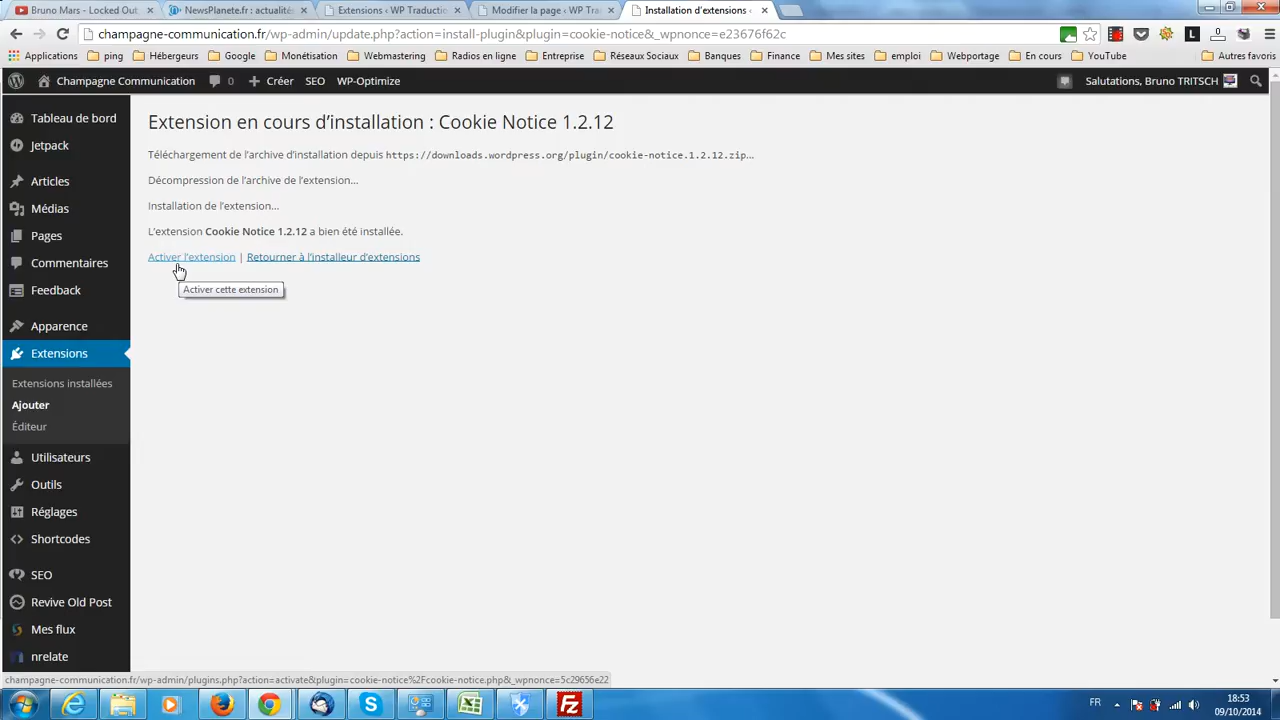 Bruno Mars - Locked Out
NewsPlanete.fr : actualités
Extensions ‹ WP Traductio
Modifier la page ‹ WP Tra
Installation d'extensions ‹
champagne-communication.fr/wp-admin/update.php?action=install-plugin&plugin=cookie-notice&_wpnonce=e23676f62c
Applications
ping
Hébergeurs
Google
Monétisation
Webmastering
Radios en ligne
Entreprise
Réseaux Sociaux
Banques
Finance
Mes sites
emploi
Webportage
En cours
YouTube
Autres favoris
Champagne Communication
0
Créer
SEO
WP-Optimize
Salutations, Bruno TRITSCH
Tableau de bord
Jetpack
Articles
Médias
Pages
Commentaires
Feedback
Apparence
Extensions
Extensions installées
Ajouter
Éditeur
Utilisateurs
Outils
Réglages
Shortcodes
SEO
Revive Old Post
Mes flux
nrelate
Extension en cours d’installation : Cookie Notice 1.2.12
Téléchargement de l’archive d’installation depuis https://downloads.wordpress.org/plugin/cookie-notice.1.2.12.zip…
Décompression de l’archive de l’extension…
Installation de l’extension…
L’extension Cookie Notice 1.2.12 a bien été installée.
Activer l’extension | Retourner à l’installeur d’extensions
Activer cette extension
champagne-communication.fr/wp-admin/plugins.php?action=activate&plugin=cookie-notice%2Fcookie-notice.php&_wpnonce=5c29656e22
FR
18:53
09/10/2014